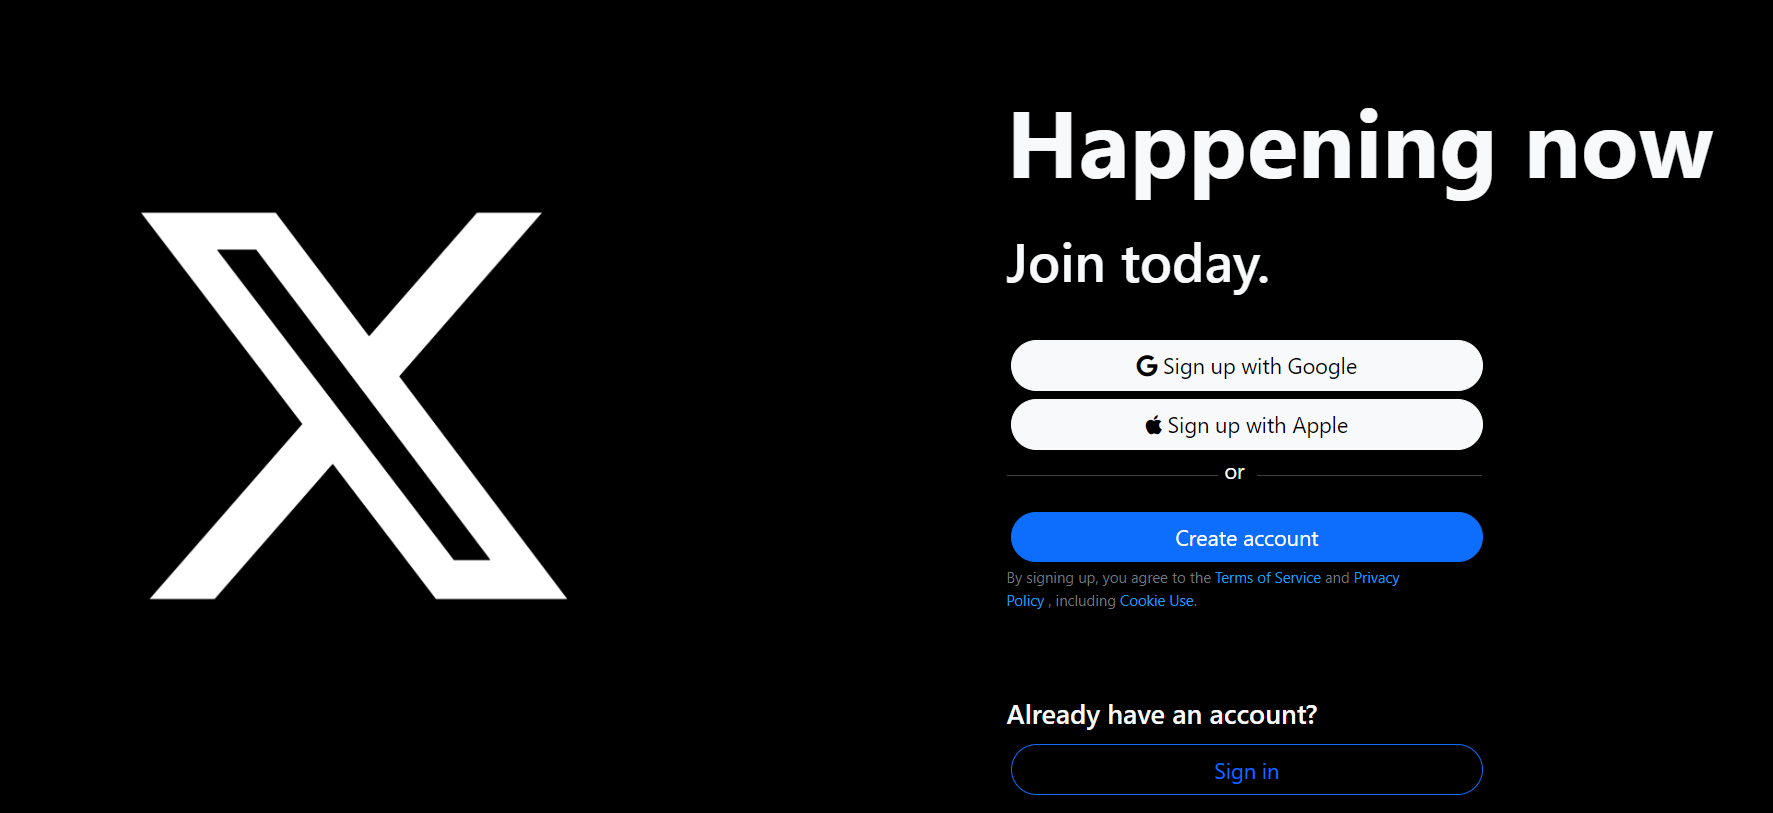 X
Happening now
Join today.
Sign up with Google
Sign up with Apple
or
Create account
By signing up, you agree to the Terms of Service and Privacy
Policy , including Cookie Use.
Already have an account?
Sign in